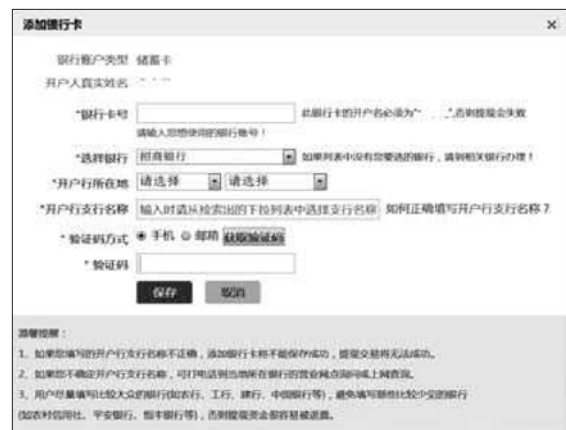 添加银行卡 ×
银行账户类型 储蓄卡
开户人真实姓名
*银行卡号 此银行卡的开户名必须为" ",否则提现会失败
请输入您想使用的银行账号!
*选择银行 招商银行 如果列表中没有您要选的银行,请到相关银行办理!
*开户行所在地 请选择 请选择
*开户行支行名称 输入时请从检索出的下拉列表中选择支行名称 如何正确填写开户行支行名称?
* 验证码方式 手机 邮箱 获取验证码
* 验证码
保存 取消
温馨提醒:
1、如果您填写的开户行支行名称不正确,添加银行卡将不能保存成功,提现交易将无法成功。
2、如果您不确定开户行支行名称,可打电话到当地所在银行的营业网点询问或上网查询。
3、用户尽量填写比较大众的银行(如农行、工行、建行、中国银行等),避免填写那些比较少见的银行
(如农村信用社、平安银行、恒丰银行等),否则提现资金很容易被退票。